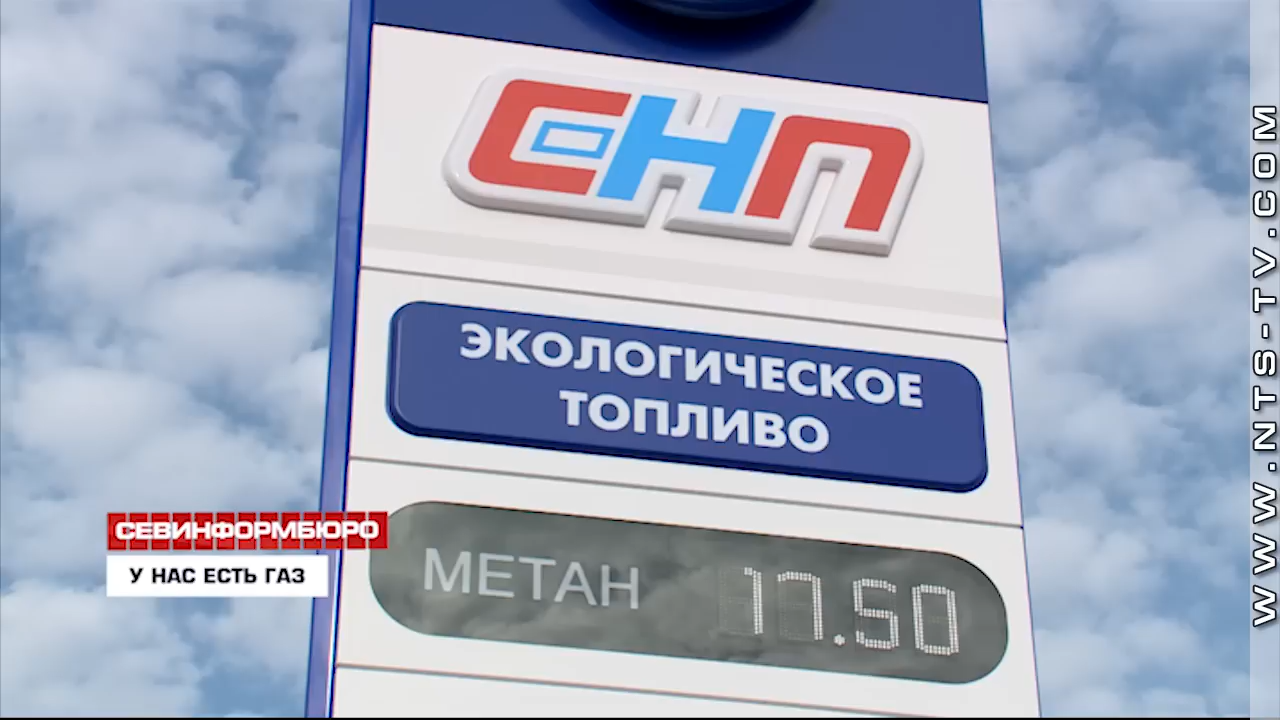 СНП
ЭКОЛОГИЧЕСКОЕ
ТОПЛИВО
МЕТАН 17.50
СЕВИНФОРМБЮРО
У НАС ЕСТЬ ГАЗ
WWW.NTS-TV.COM